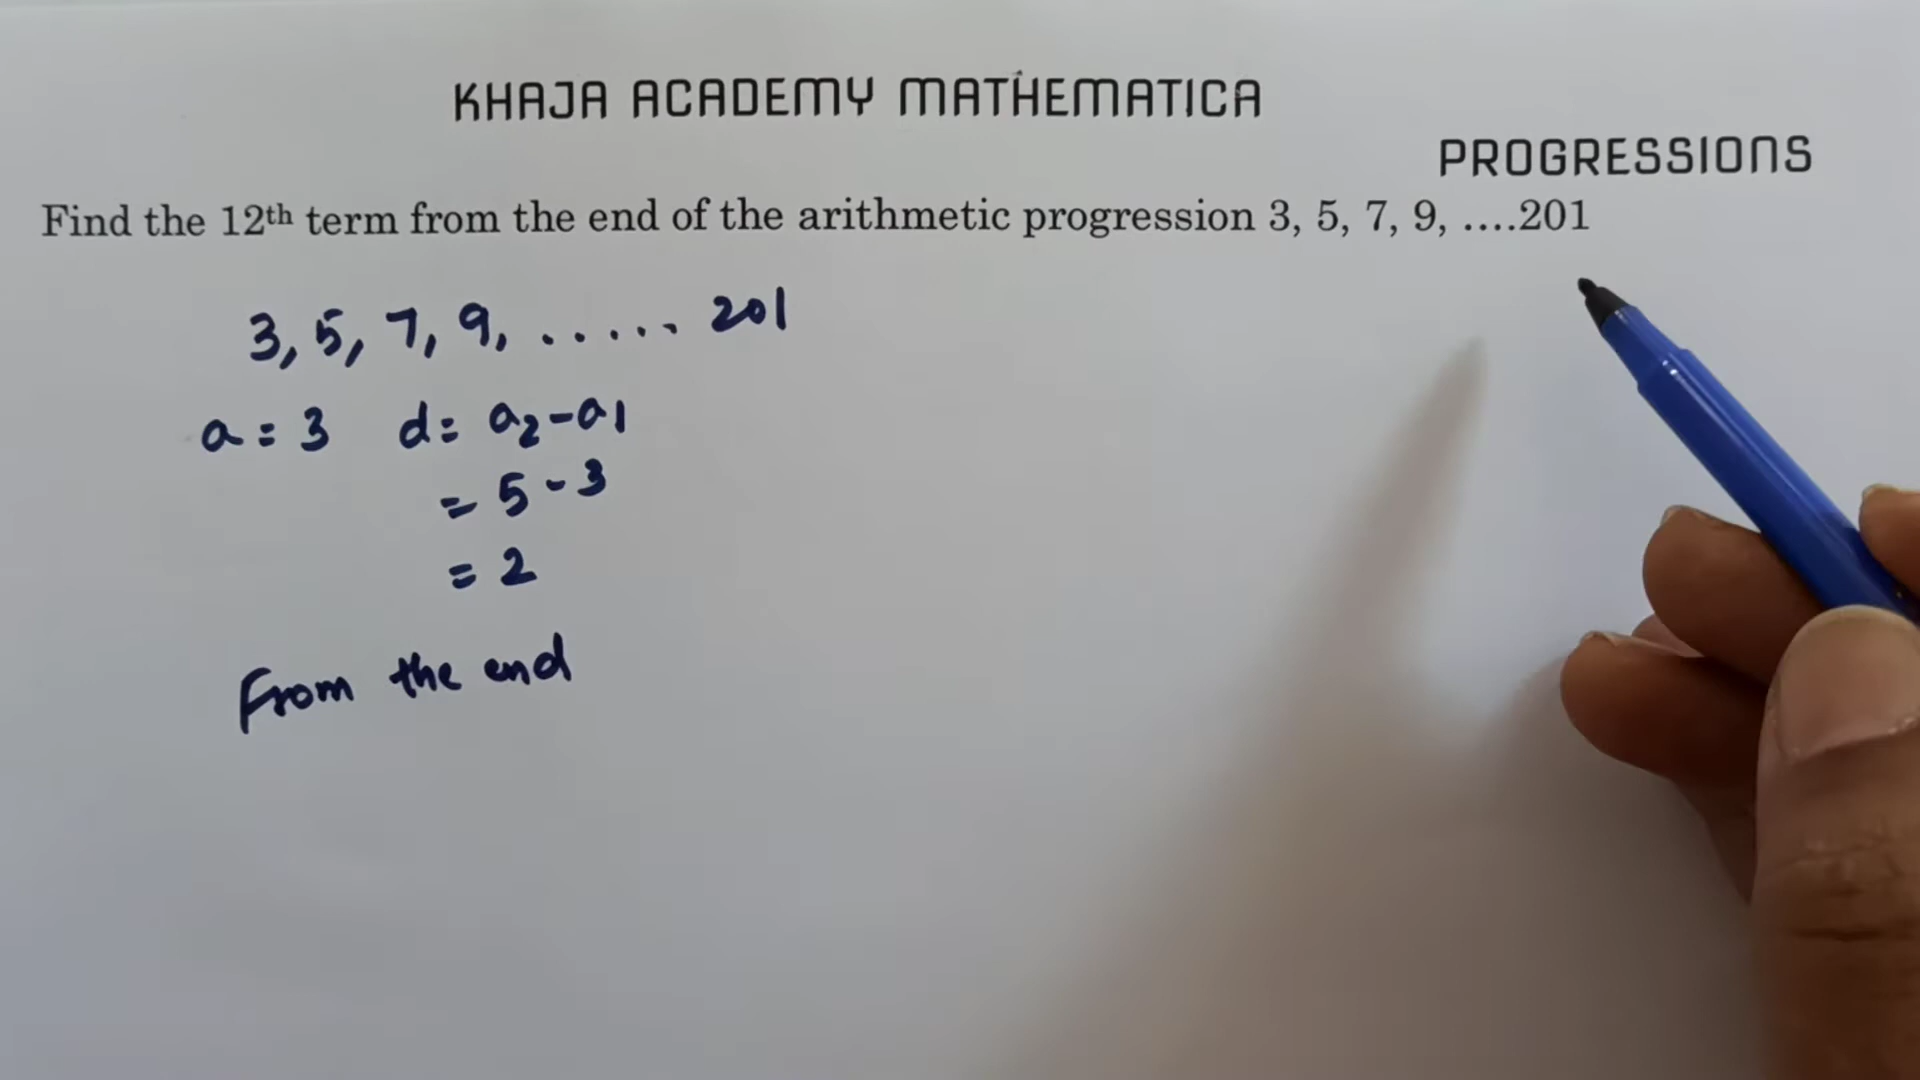 KHAJA ACADEMY MATHEMATICA
PROGRESSIONS
Find the 12th term from the end of the arithmetic progression 3, 5, 7, 9, ....201
3, 5, 7, 9, ..... 201
a = 3 d = a2 - a1
= 5 - 3
= 2
From the end